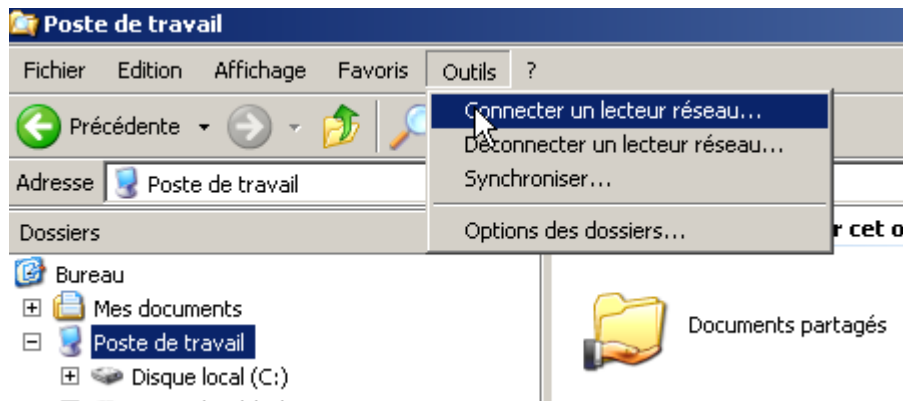 Poste de travail
Fichier Edition Affichage Favoris Outils ?
Précédente
Connecter un lecteur réseau...
Déconnecter un lecteur réseau...
Synchroniser...
Options des dossiers...
Adresse Poste de travail
Dossiers
r cet o
Bureau
Mes documents
Poste de travail
Disque local (C:)
Documents partagés